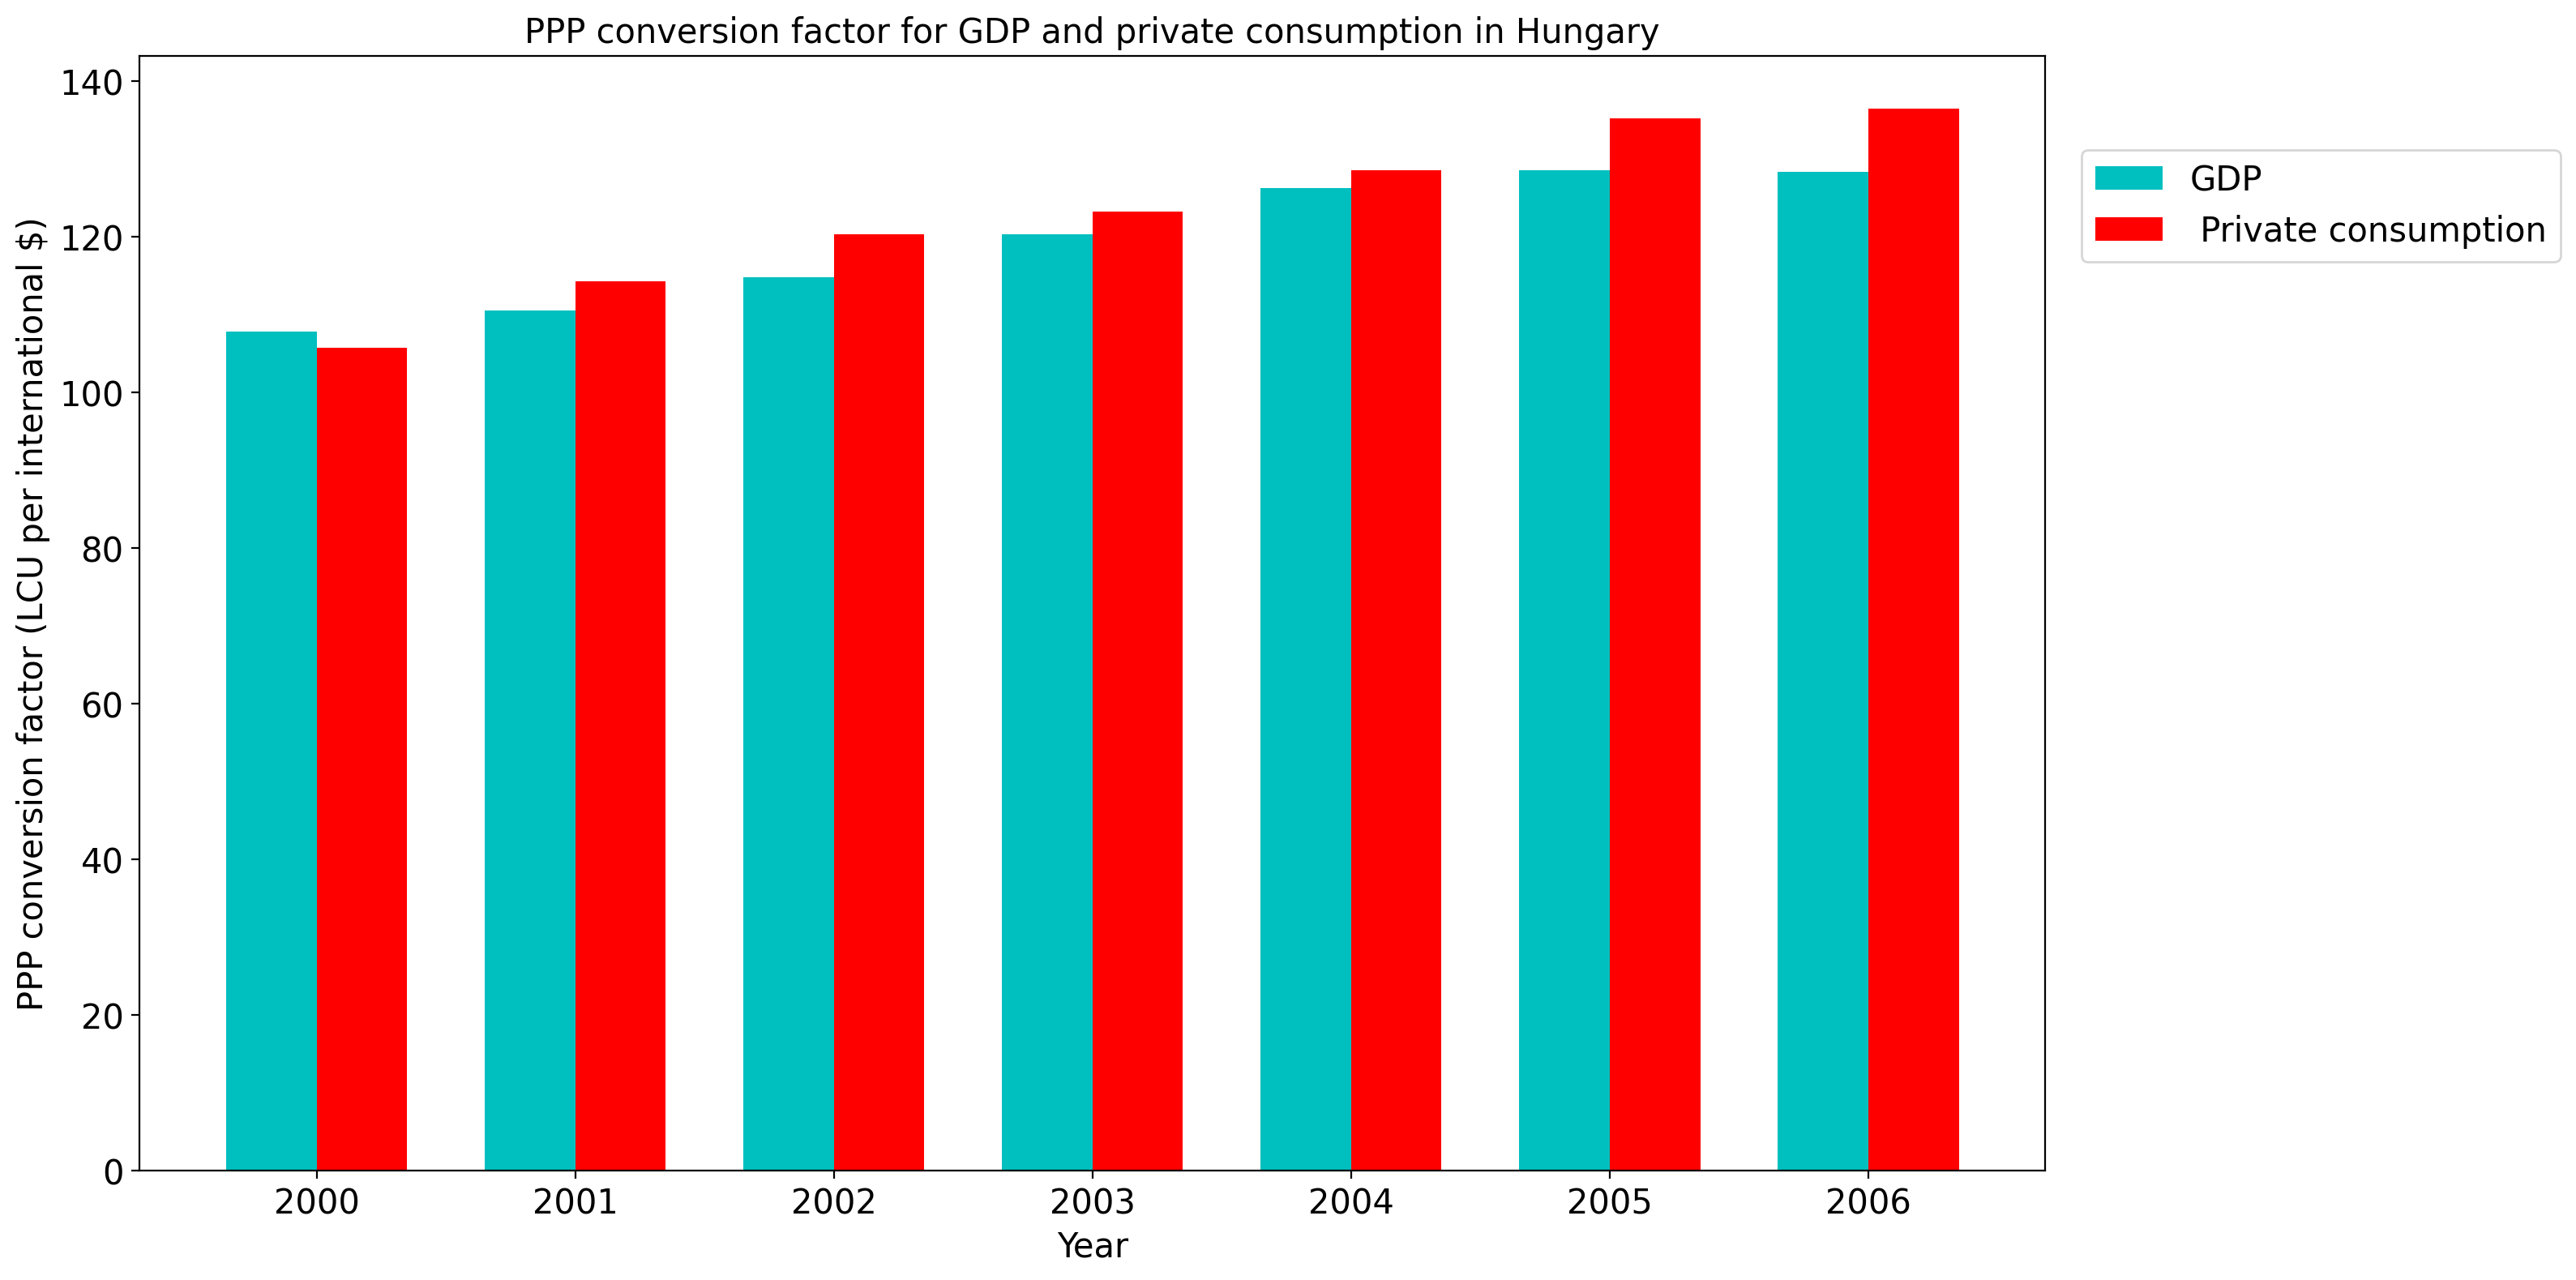 PPP conversion factor for GDP and private consumption in Hungary
PPP conversion factor (LCU per international $)
140
120
100
80
60
40
20
0
2000 2001 2002 2003 2004 2005 2006
Year
GDP
Private consumption